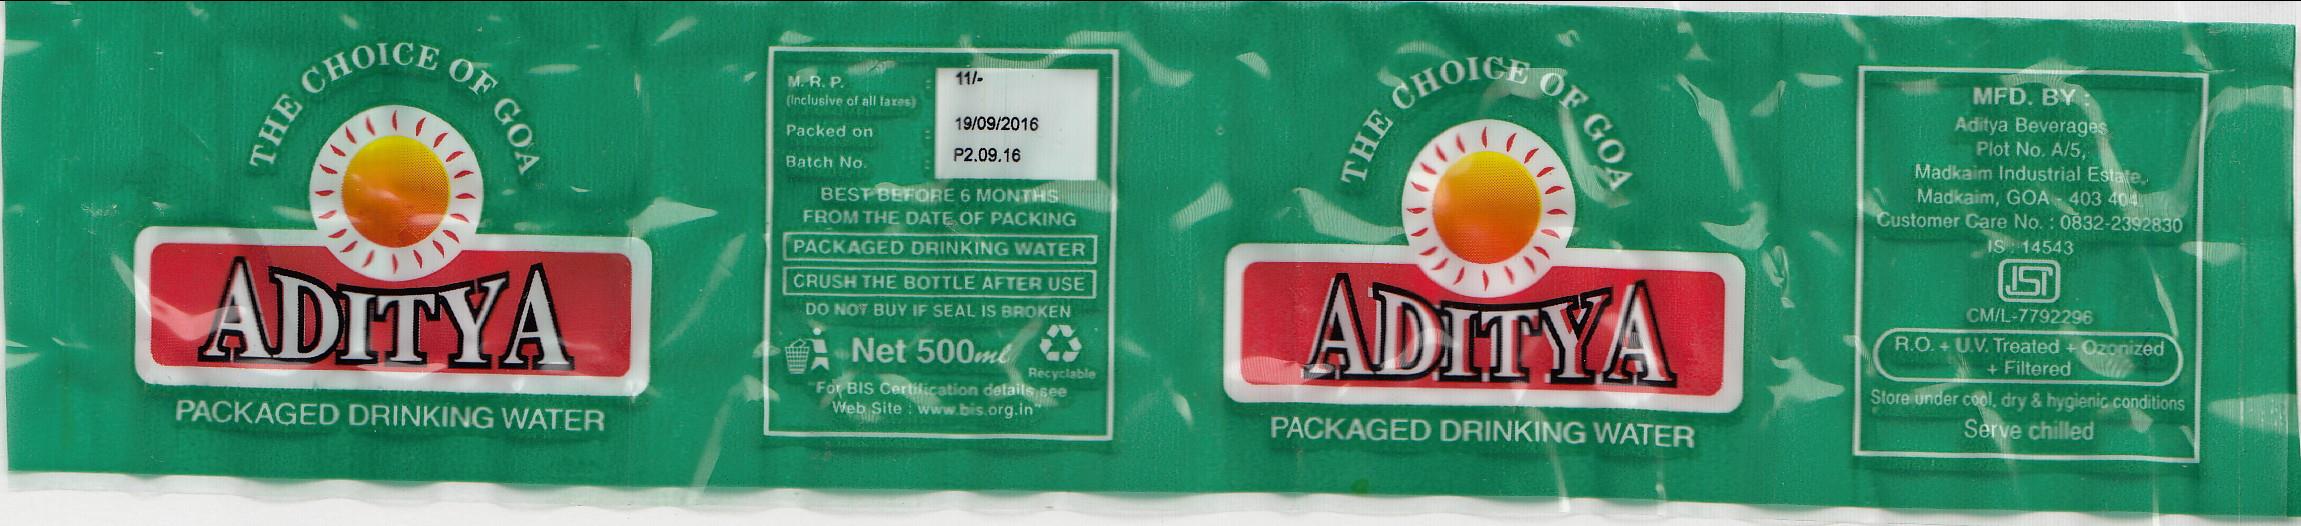 THE CHOICE OF GOA
ADITYA
PACKAGED DRINKING WATER
M. R. P. : 11/-
(Inclusive of all taxes)
Packed on : 19/09/2016
Batch No. : P2.09.16
BEST BEFORE 6 MONTHS
FROM THE DATE OF PACKING
PACKAGED DRINKING WATER
CRUSH THE BOTTLE AFTER USE
DO NOT BUY IF SEAL IS BROKEN
Net 500ml
Recyclable
"For BIS Certification details see
Web Site : www.bis.org.in"
THE CHOICE OF GOA
ADITYA
PACKAGED DRINKING WATER
MFD. BY :
Aditya Beverages
Plot No. A/5,
Madkaim Industrial Estate,
Madkaim, GOA - 403 404
Customer Care No. : 0832-2392830
IS : 14543
ISI
CM/L-7792296
R.O. + U.V. Treated + Ozonized
+ Filtered
Store under cool, dry & hygienic conditions
Serve chilled